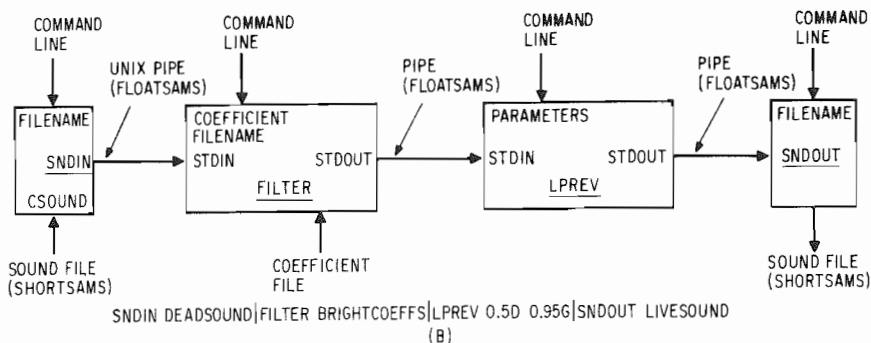 COMMAND
LINE
UNIX PIPE
(FLOATSAMS)
COMMAND
LINE
PIPE
(FLOATSAMS)
COMMAND
LINE
PIPE
(FLOATSAMS)
COMMAND
LINE
FILENAME
SNDIN
CSOUND
COEFFICIENT
FILENAME
STDIN STDOUT
FILTER
PARAMETERS
STDIN STDOUT
LPREV
FILENAME
SNDOUT
SOUND FILE
(SHORTSAMS)
COEFFICIENT
FILE
SOUND FILE
(SHORTSAMS)
SNDIN DEADSOUND|FILTER BRIGHTCOEFFS|LPREV 0.5D 0.95G|SNDOUT LIVESOUND
(B)